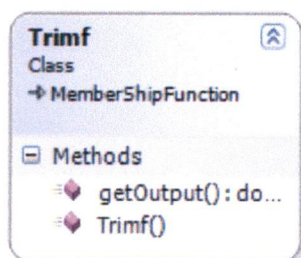 Trimf
Class
MemberShipFunction
Methods
getOutput() : do...
Trimf()